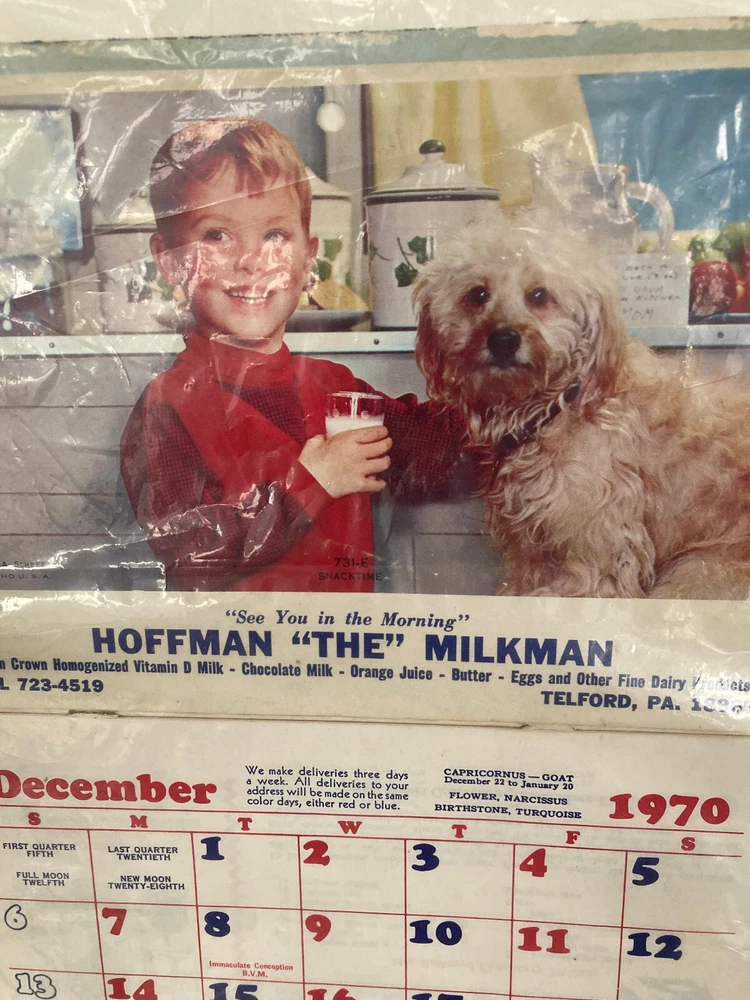 731-E
SNACKTIME
"See You in the Morning"
HOFFMAN "THE" MILKMAN
Crown Homogenized Vitamin D Milk - Chocolate Milk - Orange Juice - Butter - Eggs and Other Fine Dairy Products
723-4519
TELFORD, PA.
December
We make deliveries three days
a week. All deliveries to your
address will be made on the same
color days, either red or blue.
CAPRICORNUS — GOAT
December 22 to January 20
FLOWER, NARCISSUS
BIRTHSTONE, TURQUOISE
1970
S M T W T F S
FIRST QUARTER
FIFTH
FULL MOON
TWELFTH
LAST QUARTER
TWENTIETH
NEW MOON
TWENTY-EIGHTH
1 2 3 4 5
6 7 8 9 10 11 12
Immaculate Conception
B.V.M.
13 14 15 16 17